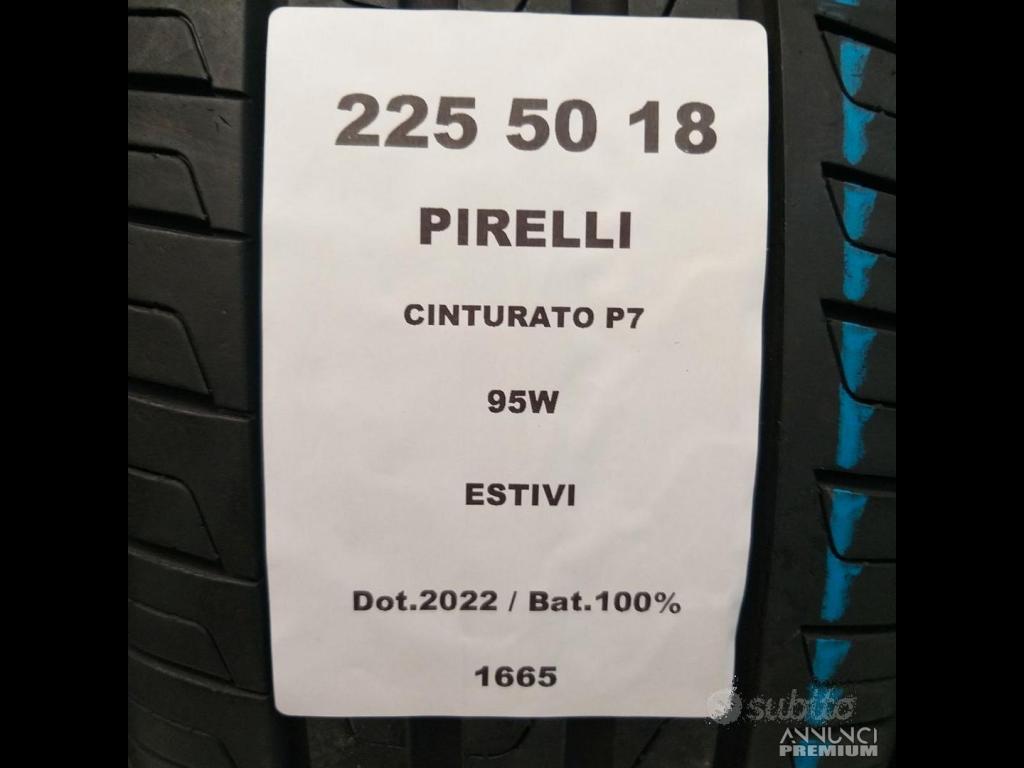 225 50 18
PIRELLI
CINTURATO P7
95W
ESTIVI
Dot.2022 / Bat.100%
1665
subito
ANNUNCI
PREMIUM